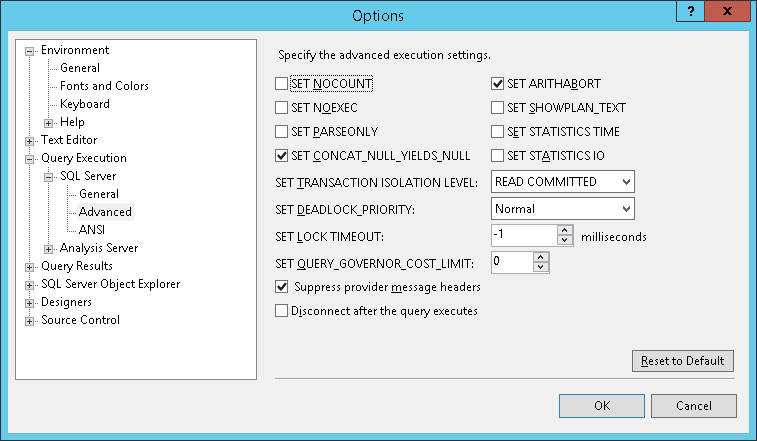 Options
? x
Environment
General
Fonts and Colors
Keyboard
Help
Text Editor
Query Execution
SQL Server
General
Advanced
ANSI
Analysis Server
Query Results
SQL Server Object Explorer
Designers
Source Control
Specify the advanced execution settings.
SET NOCOUNT
SET ARITHABORT
SET NOEXEC
SET SHOWPLAN_TEXT
SET PARSEONLY
SET STATISTICS TIME
SET CONCAT_NULL_YIELDS_NULL
SET STATISTICS IO
SET TRANSACTION ISOLATION LEVEL: READ COMMITTED
SET DEADLOCK_PRIORITY: Normal
SET LOCK TIMEOUT: -1 milliseconds
SET QUERY_GOVERNOR_COST_LIMIT: 0
Suppress provider message headers
Disconnect after the query executes
Reset to Default
OK Cancel